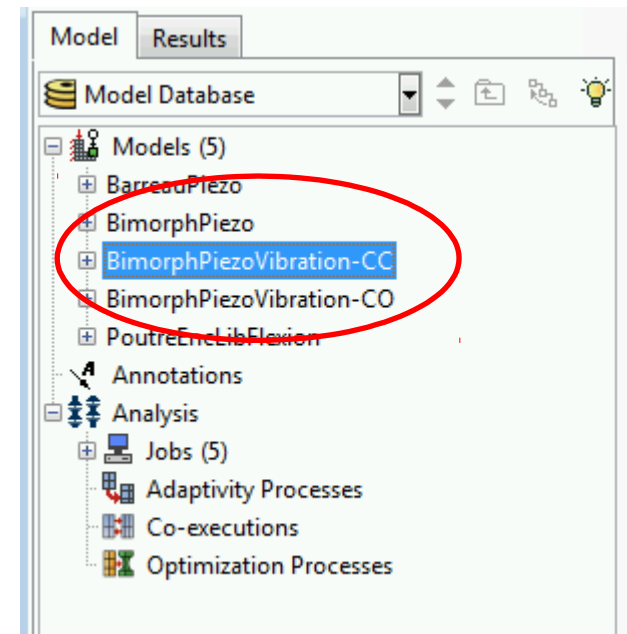 Model Results
Model Database
Models (5)
BarreauPiezo
BimorphPiezo
BimorphPiezoVibration-CC
BimorphPiezoVibration-CO
PoutreEncLibFlexion
Annotations
Analysis
Jobs (5)
Adaptivity Processes
Co-executions
Optimization Processes